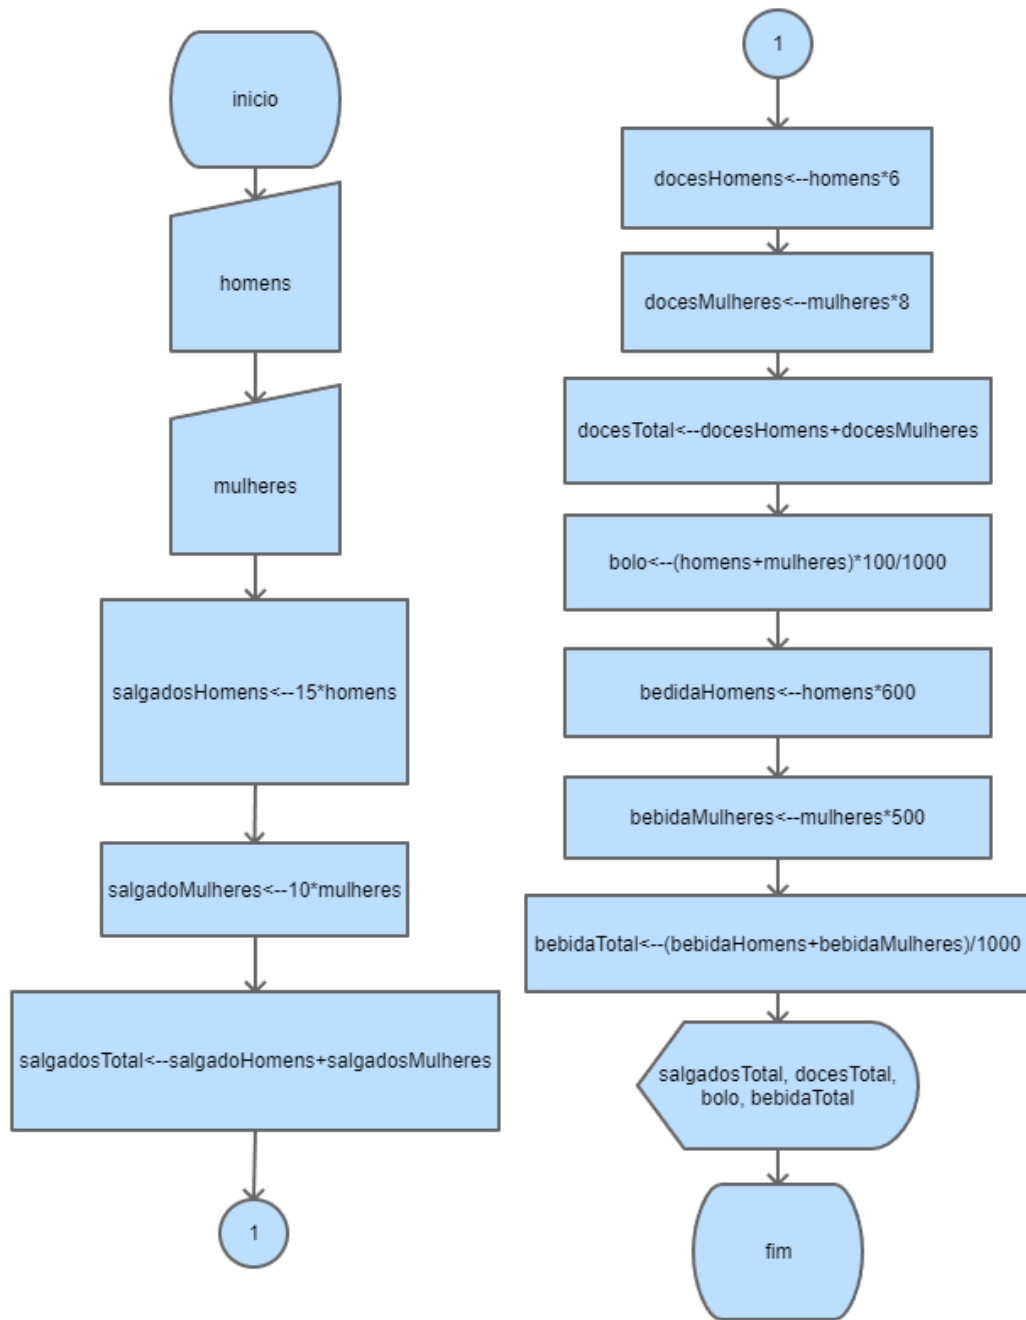 inicio
homens
mulheres
salgadosHomens<--15*homens
salgadoMulheres<--10*mulheres
salgadosTotal<--salgadoHomens+salgadosMulheres
1
1
docesHomens<--homens*6
docesMulheres<--mulheres*8
docesTotal<--docesHomens+docesMulheres
bolo<--(homens+mulheres)*100/1000
bedidaHomens<--homens*600
bebidaMulheres<--mulheres*500
bebidaTotal<--(bebidaHomens+bebidaMulheres)/1000
salgadosTotal, docesTotal,
bolo, bebidaTotal
fim